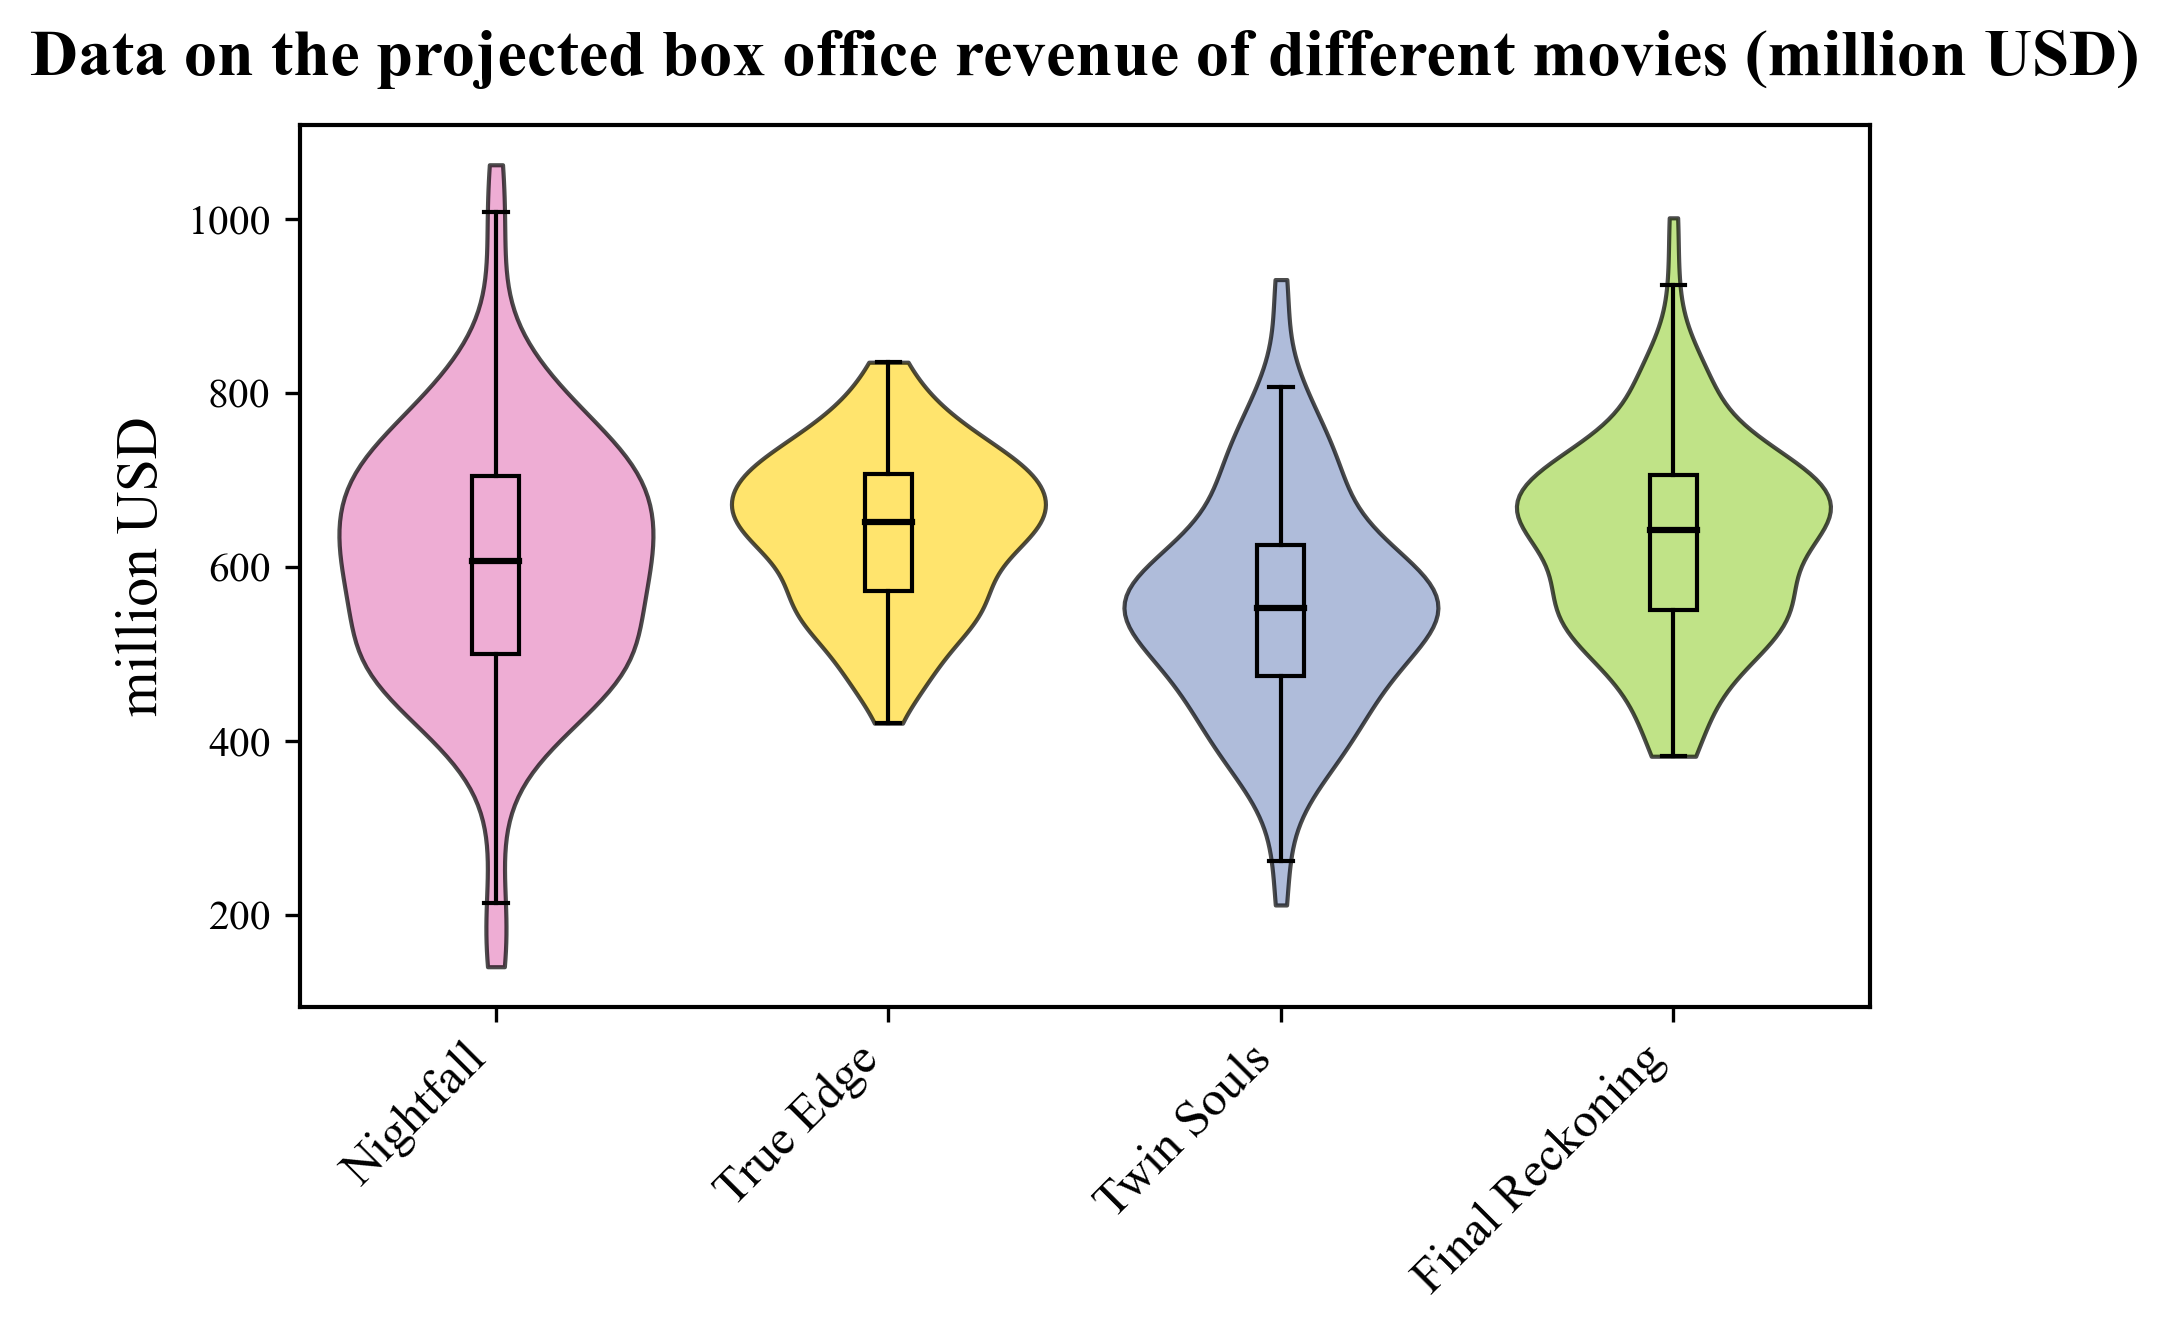 Data on the projected box office revenue of different movies (million USD)
million USD
1000
800
600
400
200
Nightfall
True Edge
Twin Souls
Final Reckoning